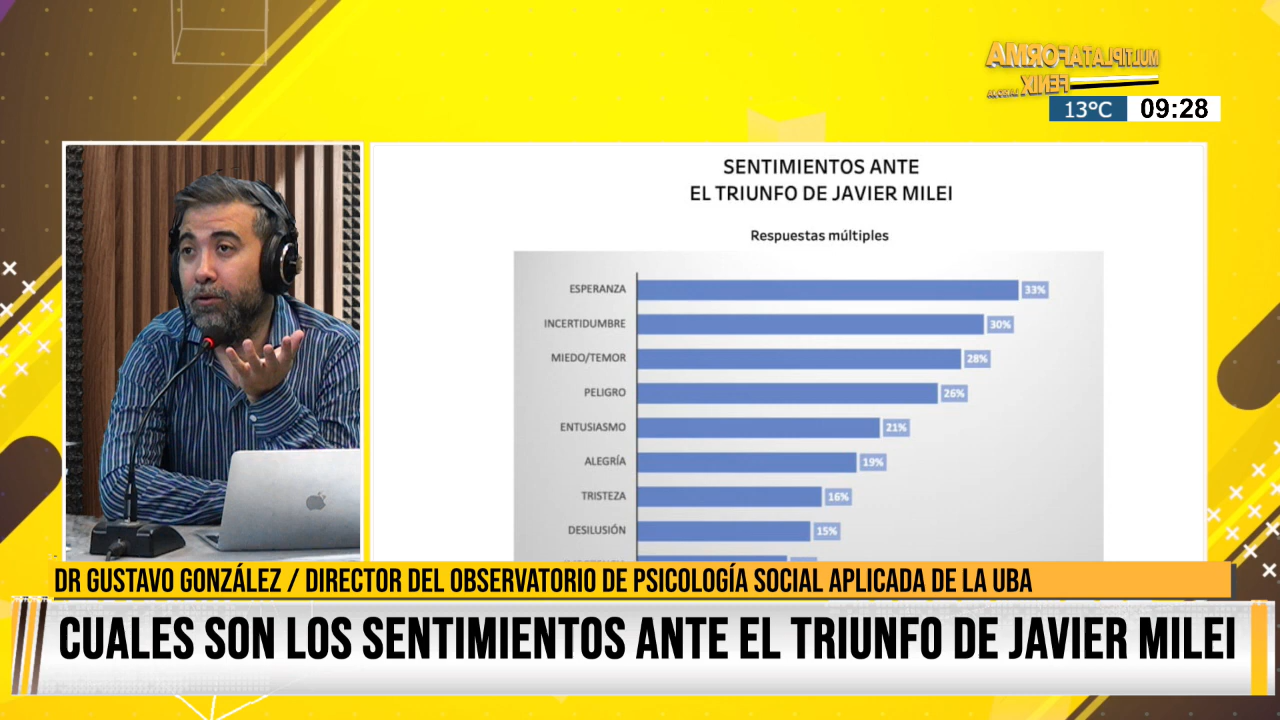 MULTIPLATAFORMA
FENIX
13°C
09:28
SENTIMIENTOS ANTE
EL TRIUNFO DE JAVIER MILEI
Respuestas múltiples
ESPERANZA 33%
INCERTIDUMBRE 30%
MIEDO/TEMOR 28%
PELIGRO 26%
ENTUSIASMO 21%
ALEGRÍA 19%
TRISTEZA 16%
DESILUSIÓN 15%
DR GUSTAVO GONZÁLEZ / DIRECTOR DEL OBSERVATORIO DE PSICOLOGÍA SOCIAL APLICADA DE LA UBA
CUALES SON LOS SENTIMIENTOS ANTE EL TRIUNFO DE JAVIER MILEI